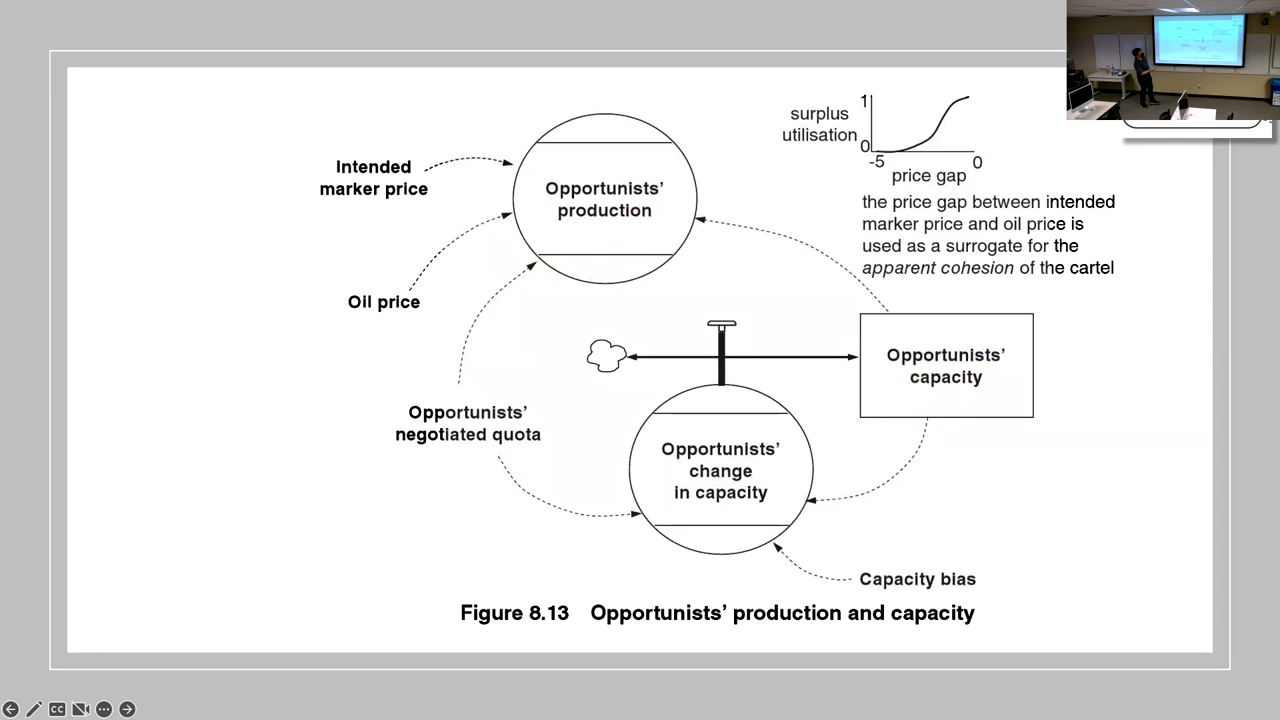 Intended
marker price
Opportunists'
production
surplus
utilisation
1
0
-5
0
price gap
the price gap between intended
marker price and oil price is
used as a surrogate for the
apparent cohesion of the cartel
Oil price
Opportunists'
capacity
Opportunists'
negotiated quota
Opportunists'
change
in capacity
Capacity bias
Figure 8.13 Opportunists' production and capacity
CC